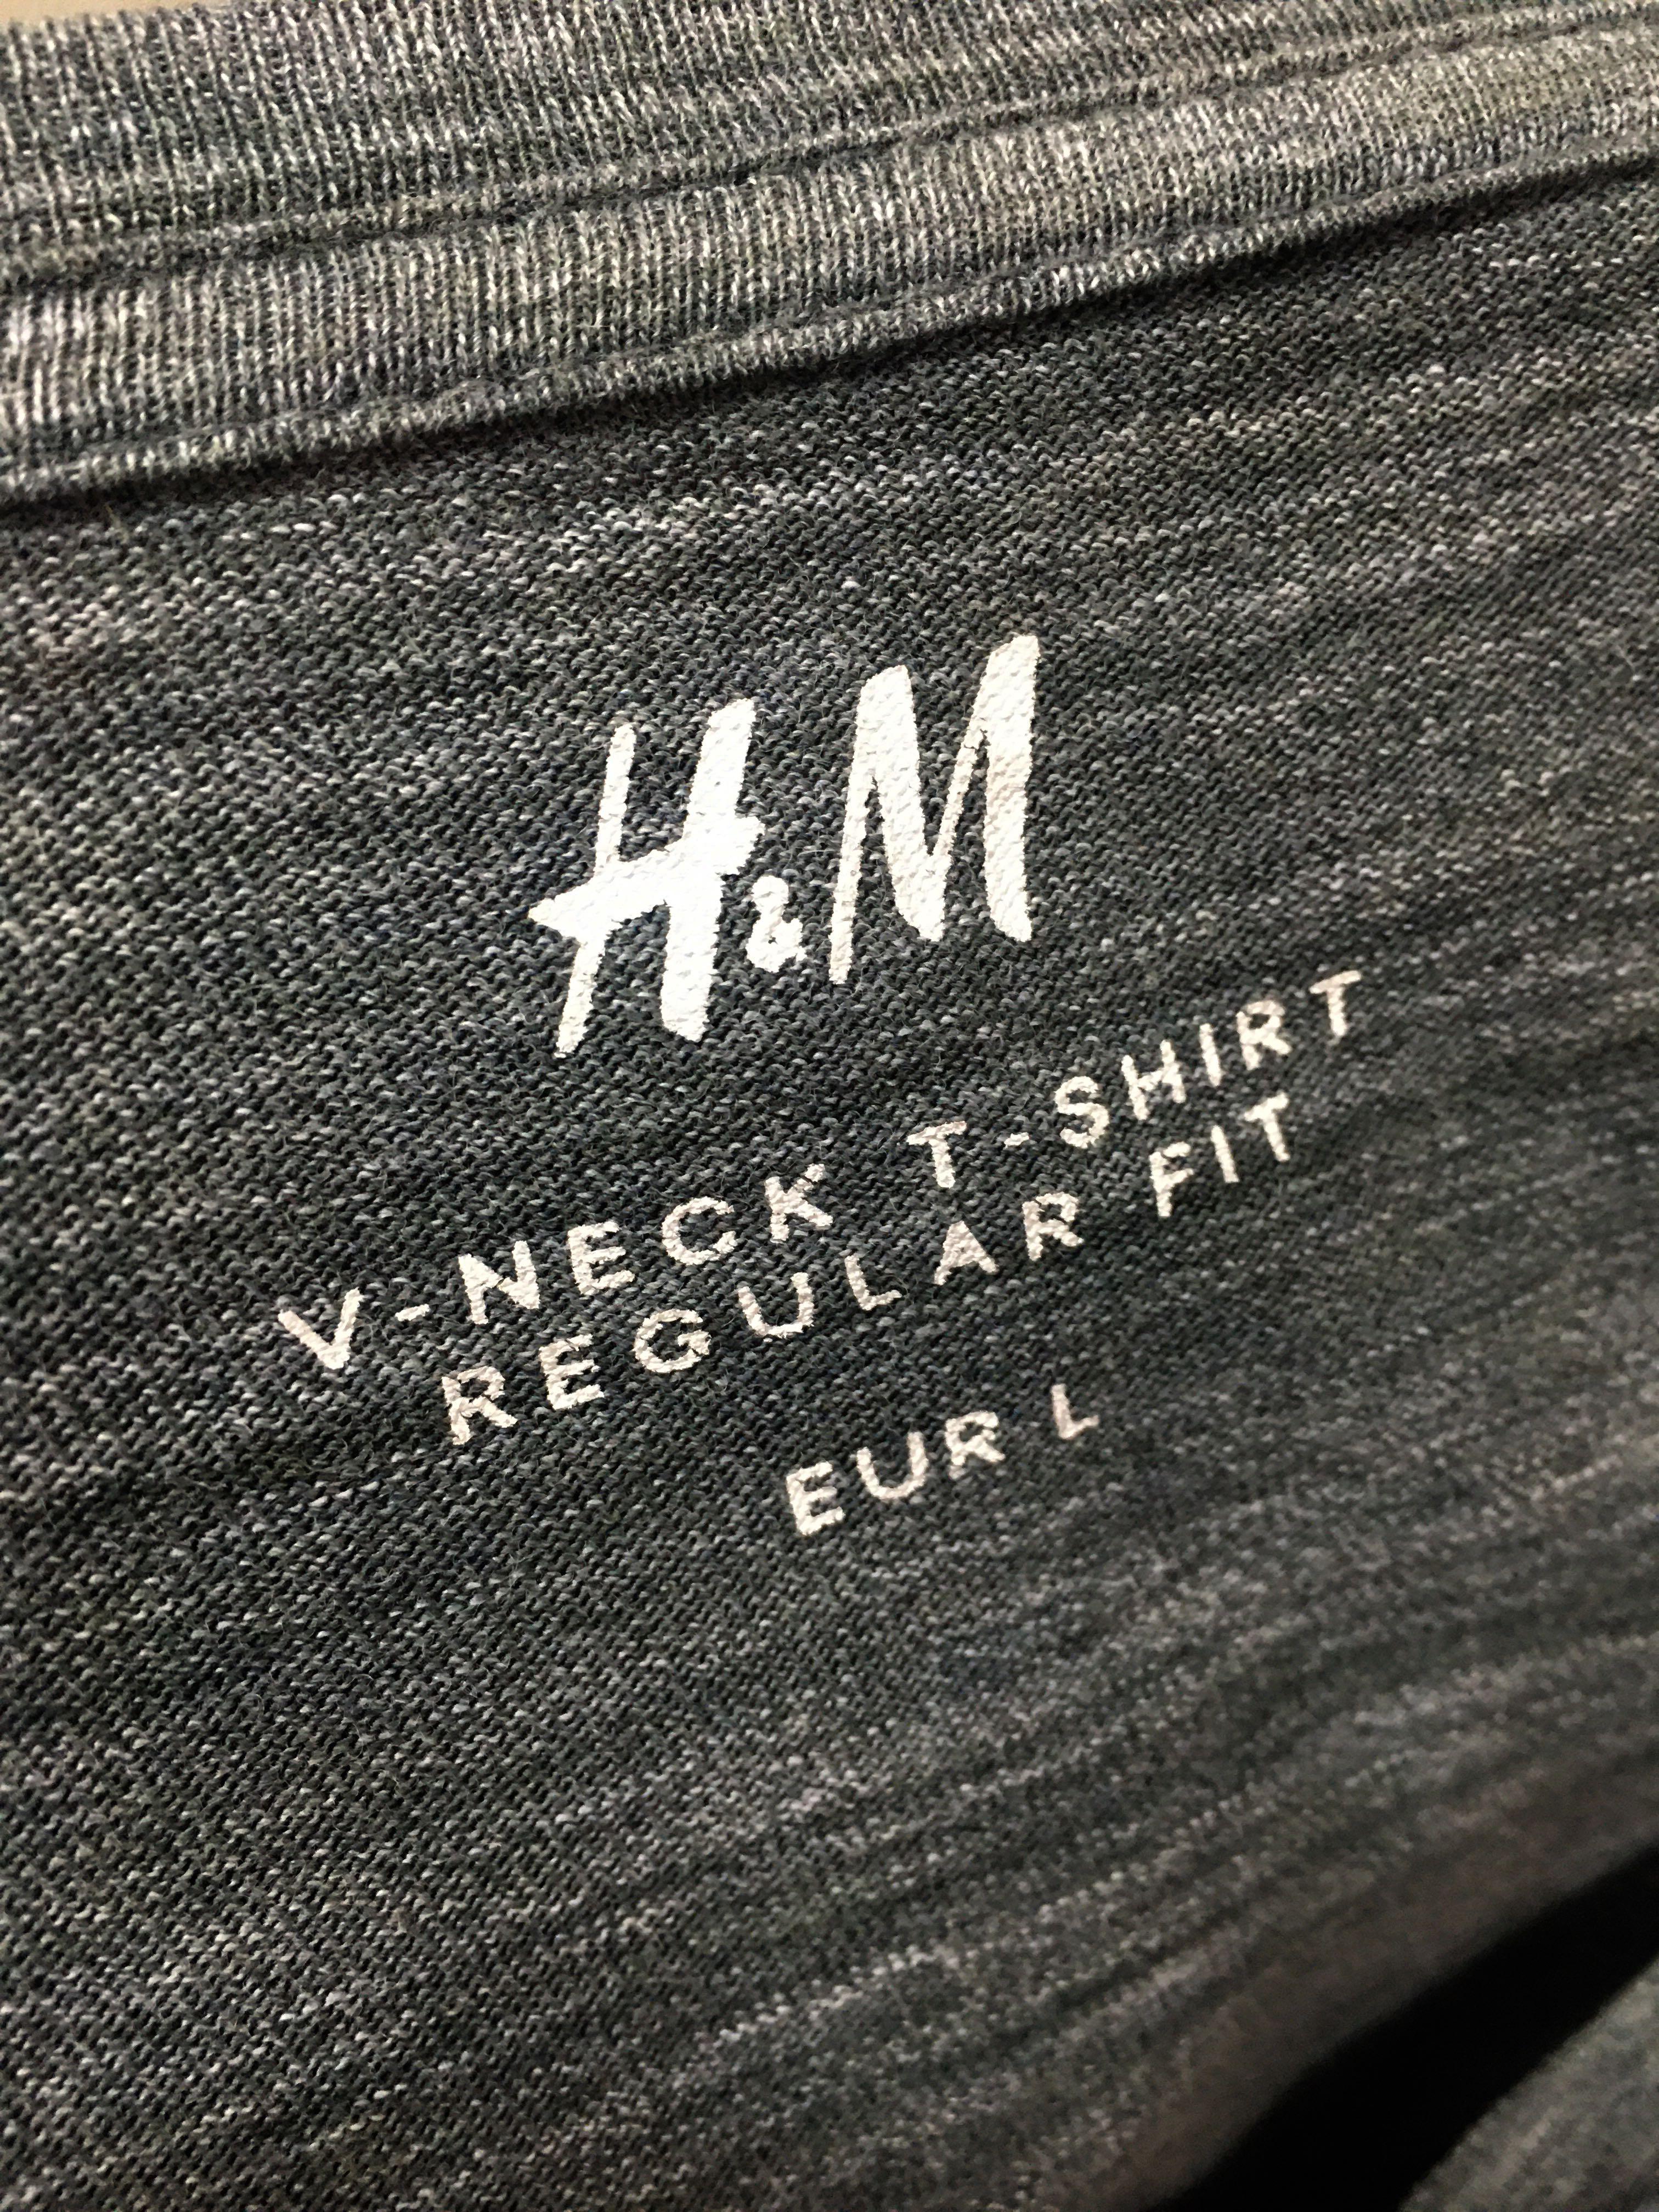 H&M
V-NECK T-SHIRT
REGULAR FIT
EUR L